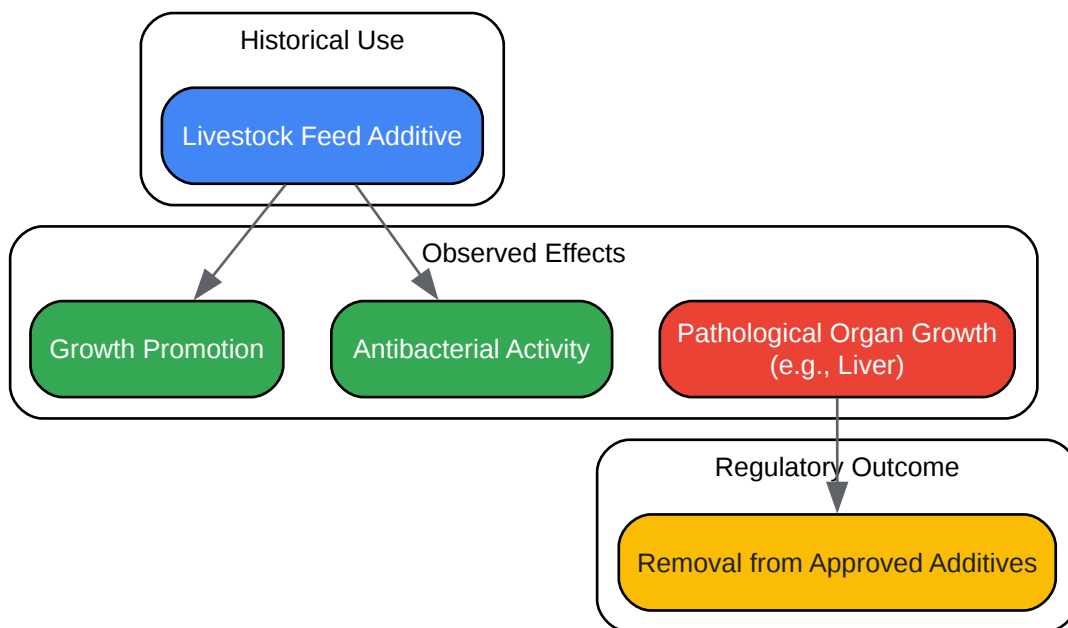 Historical Use
Livestock Feed Additive
Observed Effects
Growth Promotion
Antibacterial Activity
Pathological Organ Growth
(e.g., Liver)
Regulatory Outcome
Removal from Approved Additives